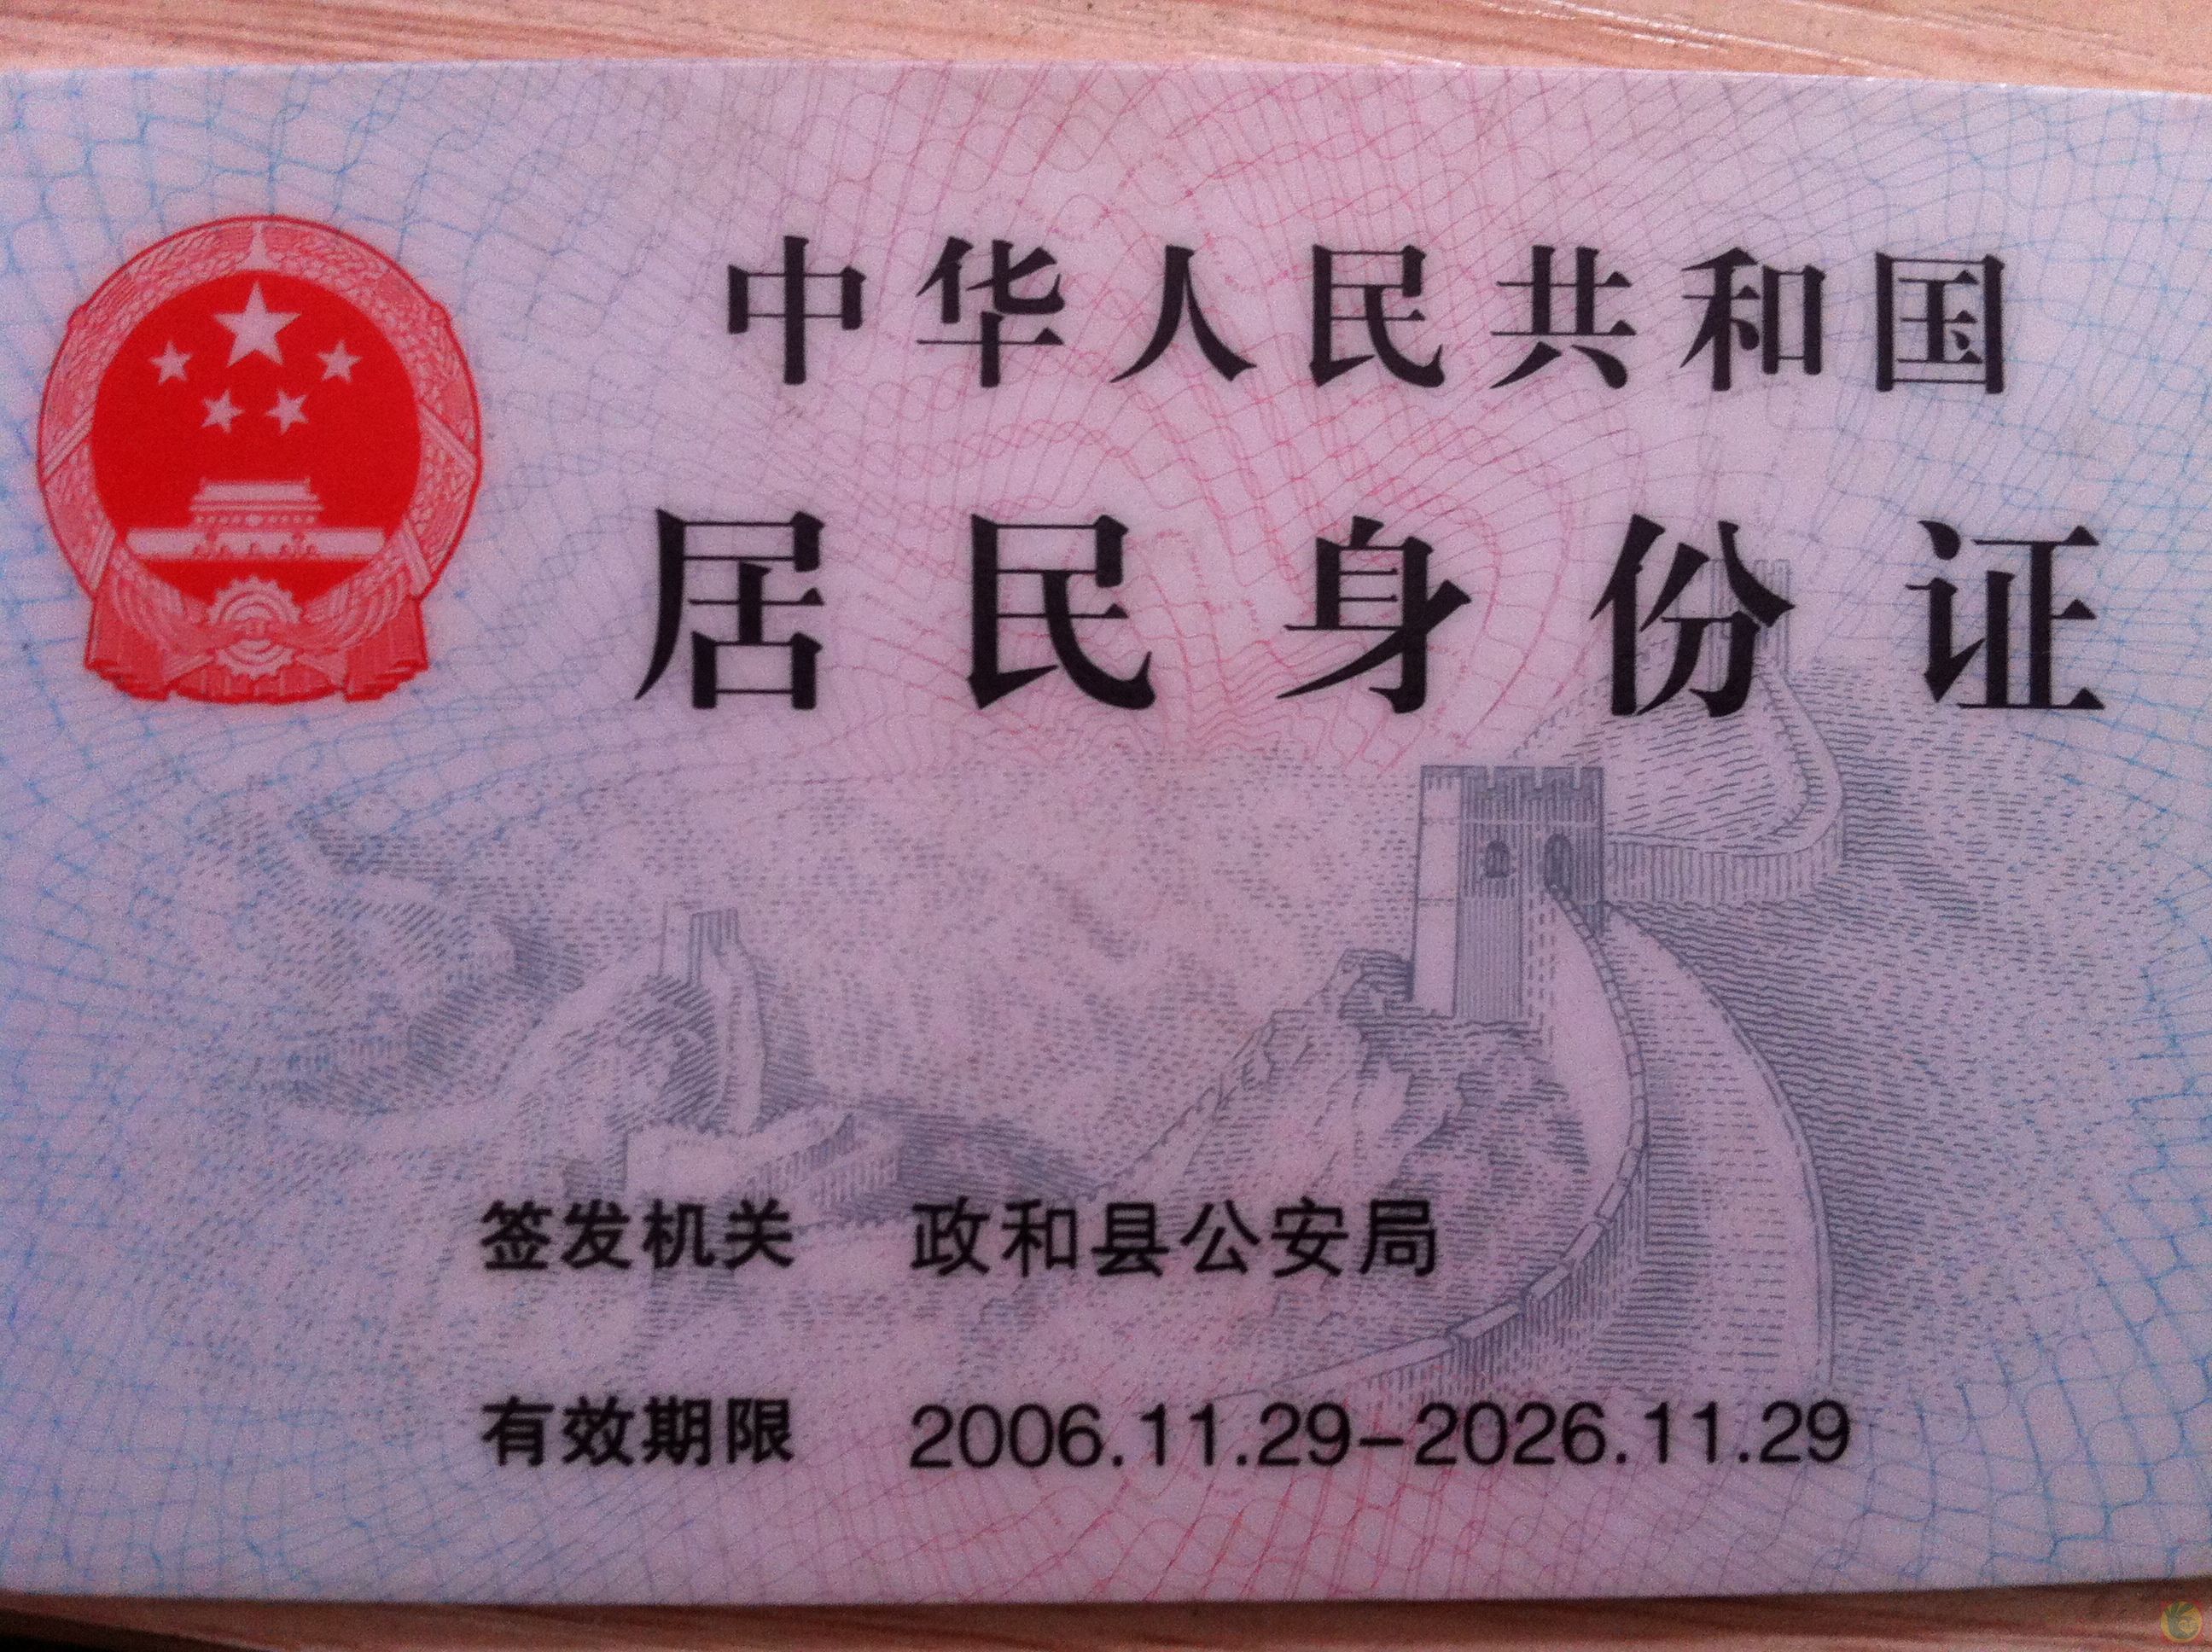 中华人民共和国
居民身份证
签发机关 政和县公安局
有效期限 2006.11.29-2026.11.29